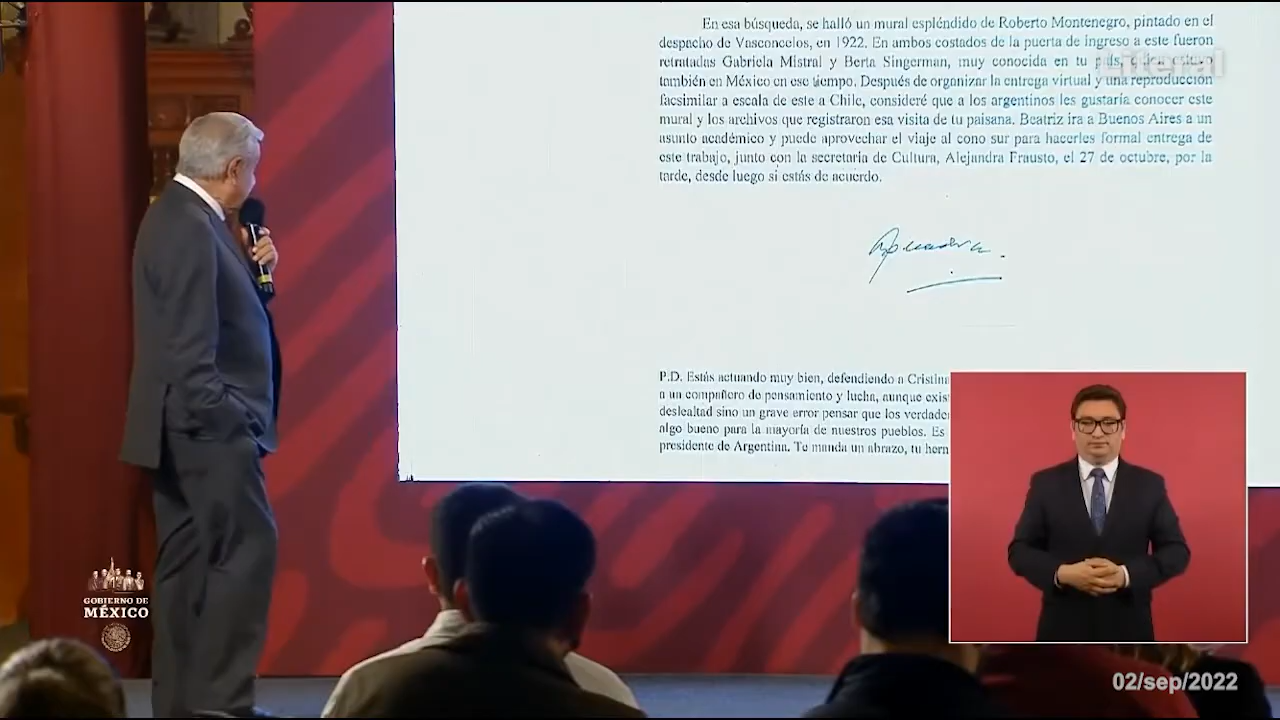 En esa búsqueda, se halló un mural espléndido de Roberto Montenegro, pintado en el
despacho de Vasconcelos, en 1922. En ambos costados de la puerta de ingreso a este fueron
retratadas Gabriela Mistral y Berta Singerman, muy conocida en tu país, quien estuvo
también en México en ese tiempo. Después de organizar la entrega virtual y una reproducción
facsimilar a escala de este a Chile, consideré que a los argentinos les gustaría conocer este
mural y los archivos que registraron esa visita de tu paisana. Beatriz ira a Buenos Aires a un
asunto académico y puede aprovechar el viaje al cono sur para hacerles formal entrega de
este trabajo, junto con la secretaria de Cultura, Alejandra Frausto, el 27 de octubre, por la
tarde, desde luego si estás de acuerdo.
P.D. Estás actuando muy bien, defendiendo a Cristina
a un compañero de pensamiento y lucha, aunque exis
deslealtad sino un grave error pensar que los verdade
algo bueno para la mayoría de nuestros pueblos. Es
presidente de Argentina. Te manda un abrazo, tu hern
Literal
GOBIERNO DE
MÉXICO
02/sep/2022